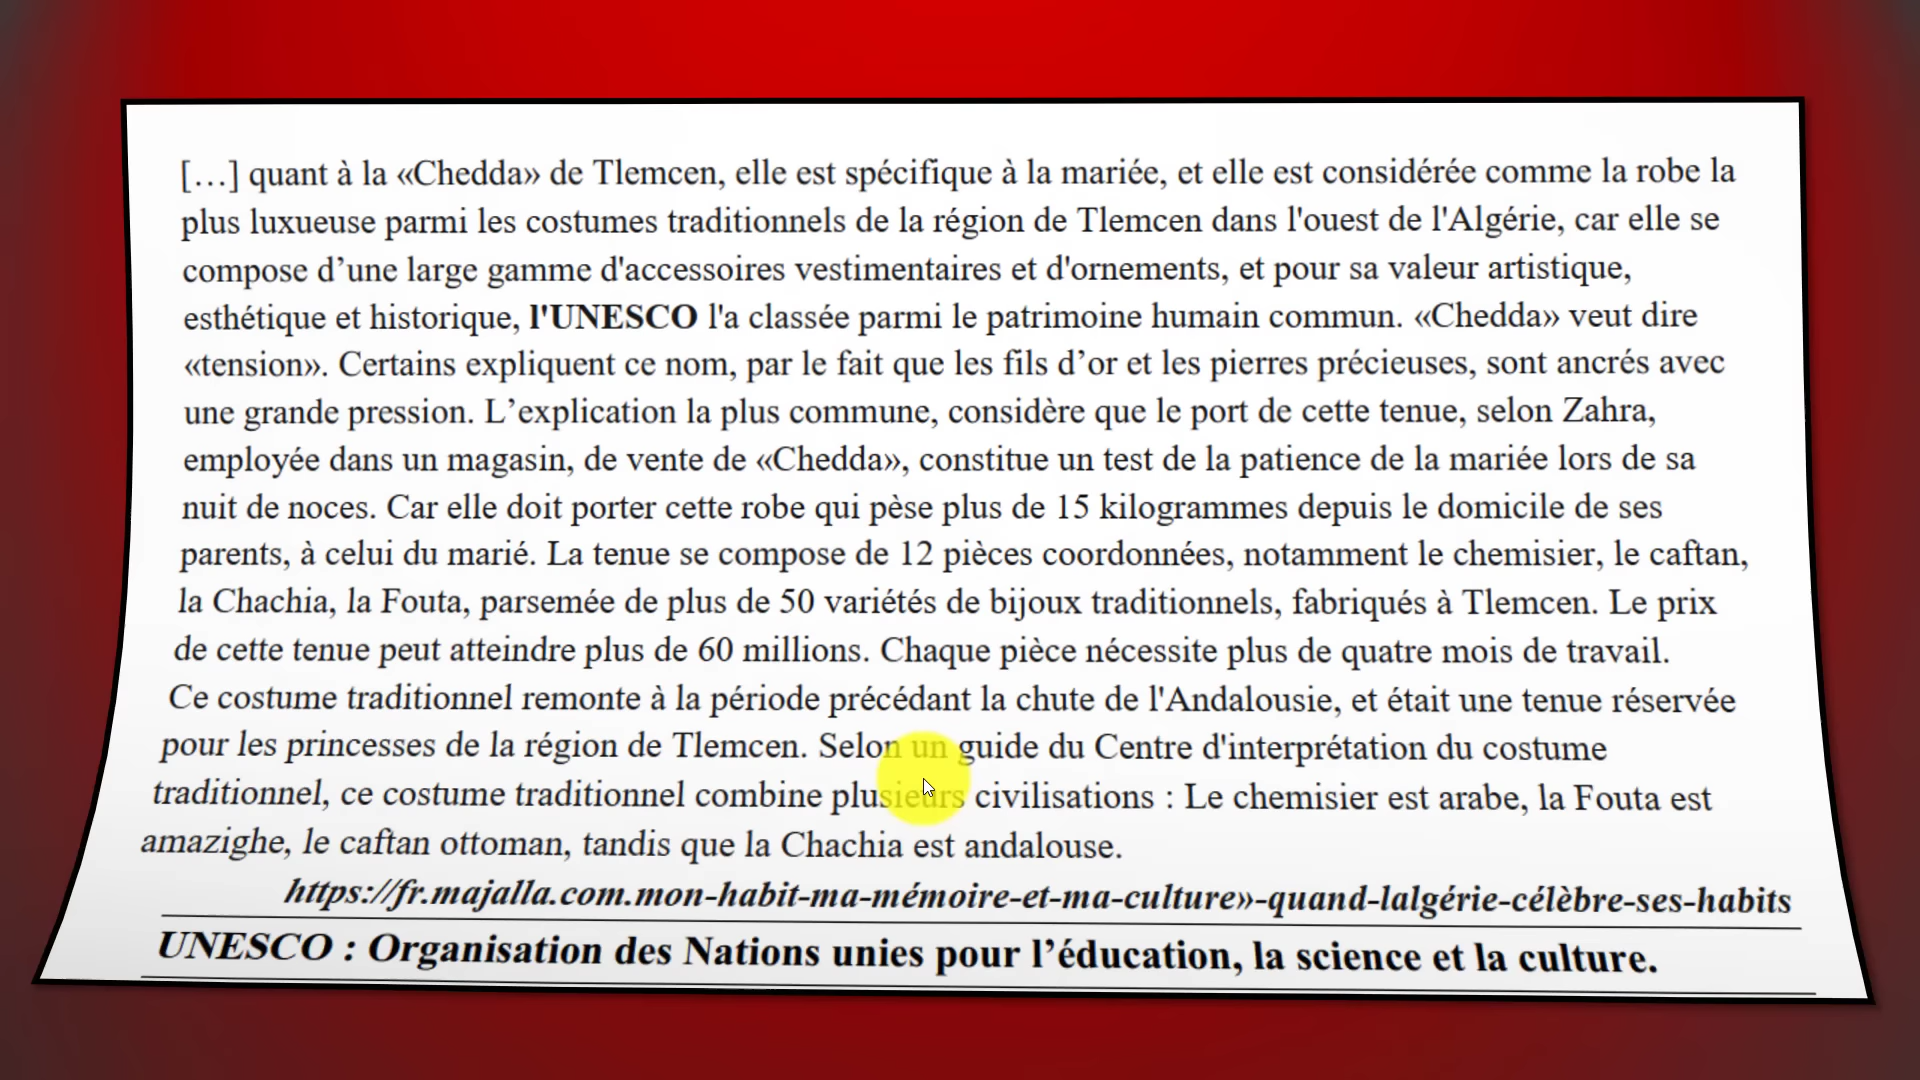 […] quant à la «Chedda» de Tlemcen, elle est spécifique à la mariée, et elle est considérée comme la robe la
plus luxueuse parmi les costumes traditionnels de la région de Tlemcen dans l'ouest de l'Algérie, car elle se
compose d’une large gamme d'accessoires vestimentaires et d'ornements, et pour sa valeur artistique,
esthétique et historique, l'UNESCO l'a classée parmi le patrimoine humain commun. «Chedda» veut dire
«tension». Certains expliquent ce nom, par le fait que les fils d’or et les pierres précieuses, sont ancrés avec
une grande pression. L’explication la plus commune, considère que le port de cette tenue, selon Zahra,
employée dans un magasin, de vente de «Chedda», constitue un test de la patience de la mariée lors de sa
nuit de noces. Car elle doit porter cette robe qui pèse plus de 15 kilogrammes depuis le domicile de ses
parents, à celui du marié. La tenue se compose de 12 pièces coordonnées, notamment le chemisier, le caftan,
la Chachia, la Fouta, parsemée de plus de 50 variétés de bijoux traditionnels, fabriqués à Tlemcen. Le prix
de cette tenue peut atteindre plus de 60 millions. Chaque pièce nécessite plus de quatre mois de travail.
Ce costume traditionnel remonte à la période précédant la chute de l'Andalousie, et était une tenue réservée
pour les princesses de la région de Tlemcen. Selon un guide du Centre d'interprétation du costume
traditionnel, ce costume traditionnel combine plusieurs civilisations : Le chemisier est arabe, la Fouta est
amazighe, le caftan ottoman, tandis que la Chachia est andalouse.
https://fr.majalla.com.mon-habit-ma-mémoire-et-ma-culture»-quand-lalgérie-célèbre-ses-habits
UNESCO : Organisation des Nations unies pour l’éducation, la science et la culture.